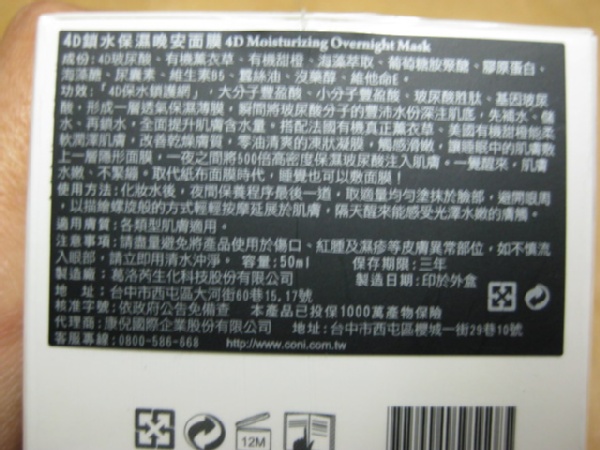 4D鎖水保濕晚安面膜 4D Moisturizing Overnight Mask
成份: 4D玻尿酸、有機薰衣草、有機甜橙、海藻萃取、葡萄糖胺聚醣、膠原蛋白、
海藻醣、尿囊素、維生素B5、蠶絲油、沒藥醇、維他命E。
功效:「4D保水鎖護網」,大分子豐盈酸、小分子豐盈酸、玻尿酸胜肽、基因玻尿
酸,形成一層透氣保濕薄膜,瞬間將玻尿酸分子的豐沛水份深注肌底,先補水、儲
水、再鎖水,全面提升肌膚含水量。搭配法國有機真正薰衣草、美國有機甜橙能柔
軟潤澤肌膚,改善乾燥膚質,零油清爽的凍狀凝膜,觸感滑嫩,讓睡眠中的肌膚敷
上一層隱形面膜,一夜之間將500倍高密度保濕玻尿酸注入肌膚。一覺醒來,肌膚
水嫩、不緊繃。取代紙布面膜時代,睡覺也可以敷面膜!
使用方法: 化妝水後,夜間保養程序最後一道,取適量均勻塗抹於臉部,避開眼周
,以描繪螺旋般的方式輕輕按摩延展於肌膚,隔天醒來能感受光澤水嫩的膚觸。
適用膚質: 各類型肌膚適用。
注意事項: 請盡量避免將產品使用於傷口、紅腫及濕疹等皮膚異常部位,如不慎流
入眼部,請立即用清水沖淨。 容量: 50ml 保存期限: 三年
製造廠: 葛洛芮生化科技股份有限公司 製造日期: 印於外盒
地 址: 台中市西屯區大河街60巷15.17號
核准字號: 依政府公告免備查 本產品已投保1000萬產物保險
代理商: 康倪國際企業股份有限公司 地址: 台中市西屯區櫻城一街29巷10號
客服專線: 0800-586-668 http://www.coni.com.tw
12M